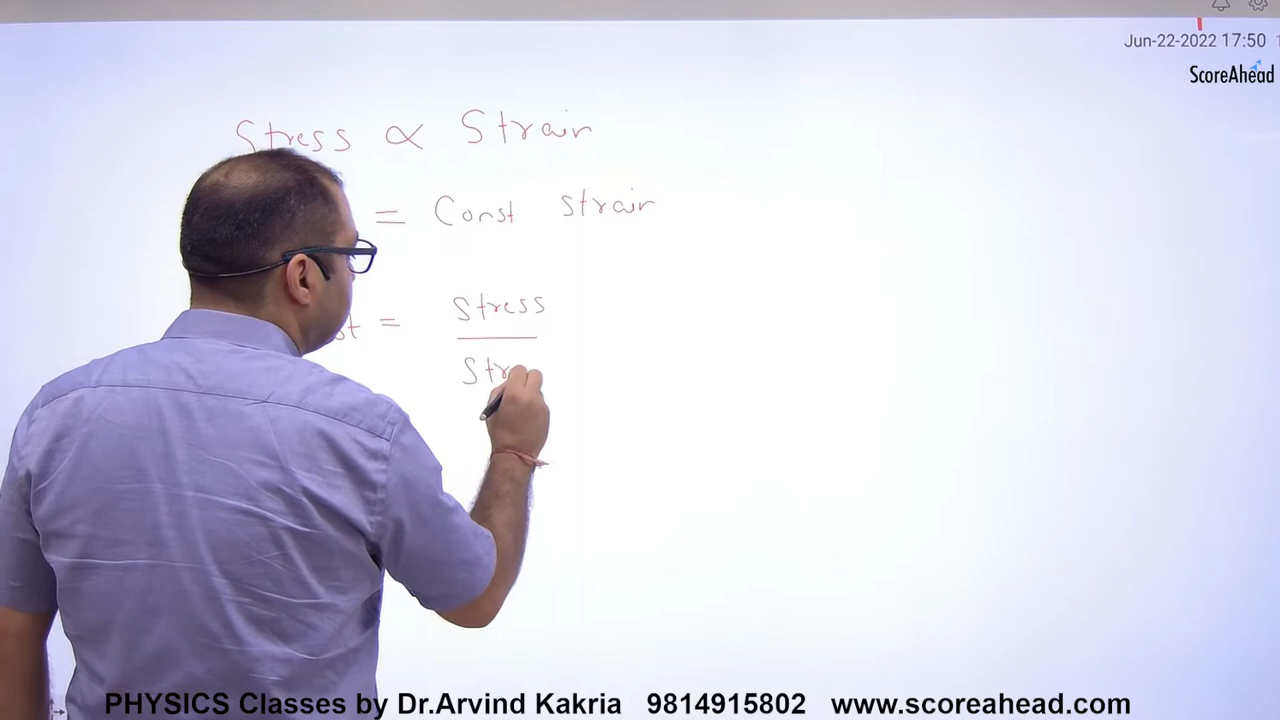 Jun-22-2022 17:50
ScoreAhead
Stress ∝ Strain
= Const strain
= Stress
PHYSICS Classes by Dr.Arvind Kakria 9814915802 www.scoreahead.com